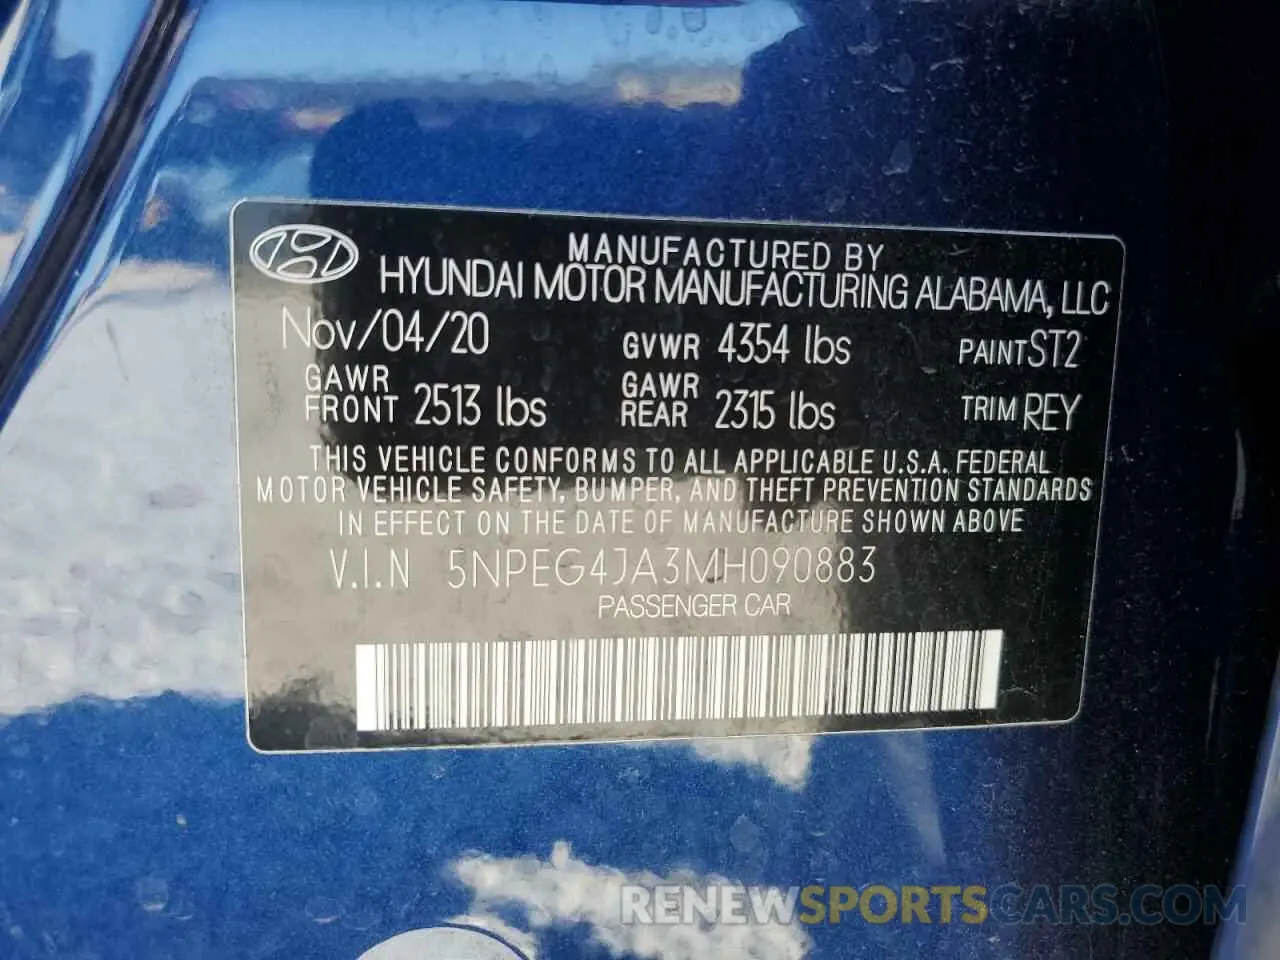 MANUFACTURED BY
HYUNDAI MOTOR MANUFACTURING ALABAMA, LLC
Nov/04/20 GVWR 4354 lbs PAINT ST2
GAWR FRONT 2513 lbs GAWR REAR 2315 lbs TRIM REY
THIS VEHICLE CONFORMS TO ALL APPLICABLE U.S.A. FEDERAL
MOTOR VEHICLE SAFETY, BUMPER, AND THEFT PREVENTION STANDARDS
IN EFFECT ON THE DATE OF MANUFACTURE SHOWN ABOVE
V.I.N 5NPEG4JA3MH090883
PASSENGER CAR
RENEWSPORTSCARS.COM